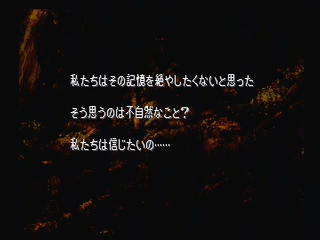 私たちはその記憶を絶やしたくないと思った
そう思うのは不自然なこと?
私たちは信じたいの……